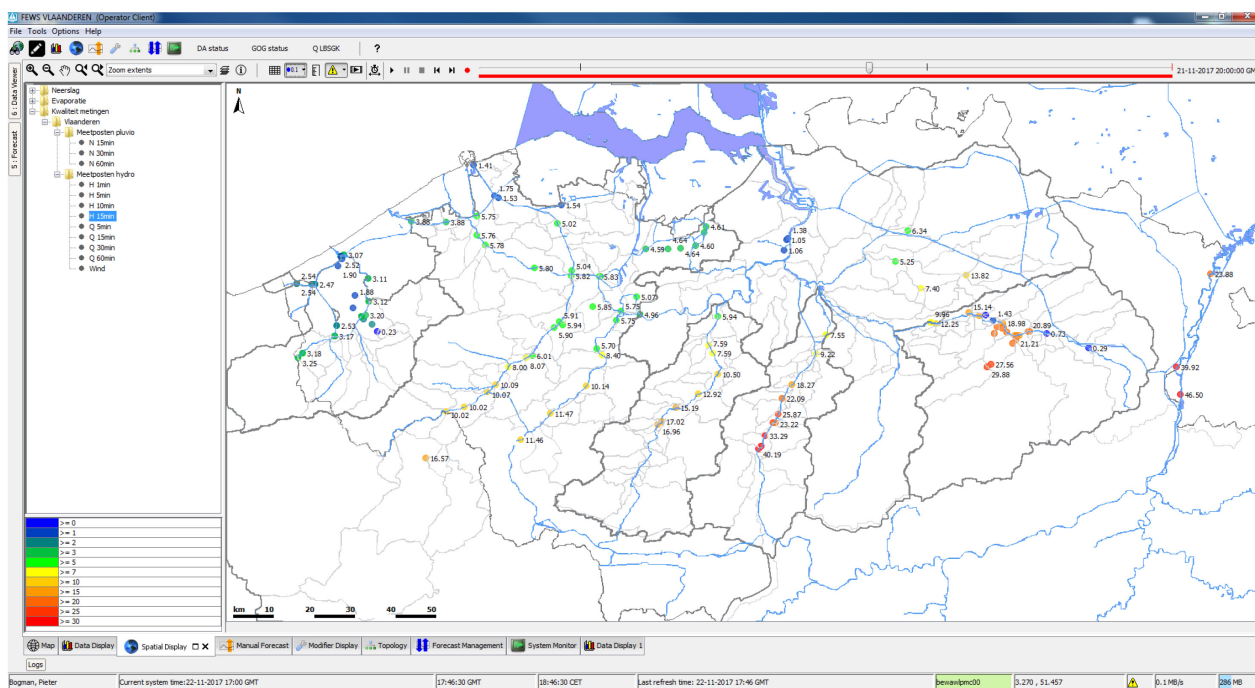 FEWS VLAANDEREN (Operator Client)
File Tools Options Help
DA status GOG status Q LBSGK ?
Zoom extents
21-11-2017 20:00:00 GM
6 : Data Viewer
5 : Forecast
Neerslag
Evaporatie
Kwaliteit metingen
Vlaanderen
Meetposten pluvio
N 15min
N 30min
N 60min
Meetposten hydro
H 1min
H 5min
H 10min
H 15min
Q 5min
Q 15min
Q 30min
Q 60min
Wind
>= 0
>= 1
>= 2
>= 3
>= 5
>= 7
>= 10
>= 15
>= 20
>= 25
>= 30
N
1.41
1.75
1.53
1.54
3.88 3.88 5.75
5.02
5.76
5.78
4.61
4.59 4.64 4.60
4.64
1.38
1.05
1.06
6.34
5.25
13.82
7.40
23.88
3.07
2.52
1.90
3.11
2.54 2.47
2.54
1.88
3.12
3.20
2.53
0.23
3.17
3.18
3.25
5.80 5.04
5.82 5.83
5.07
5.85 5.75
4.96
5.75
5.91
5.94
5.90
5.94
5.70
8.40
6.01
8.07
8.00
7.59
7.59
7.55
9.22
9.96
12.25
15.14
1.43
18.98 20.89 0.73
21.21
0.29
27.56
29.88
39.92
46.50
10.09
10.07
10.02
10.02
10.14
11.47
11.46
16.57
10.50
12.92
15.19
17.02
16.96
18.27
22.09
25.87
23.22
33.29
40.19
km 10 20 30 40 50
Map Data Display Spatial Display Manual Forecast Modifier Display Topology Forecast Management System Monitor Data Display 1
Logs
Bogman, Pieter Current system time:22-11-2017 17:00 GMT 17:46:30 GMT 18:46:30 CET Last refresh time: 22-11-2017 17:46 GMT bewawlpmc00 3.270 , 51.457 0.1 MB/s 286 MB